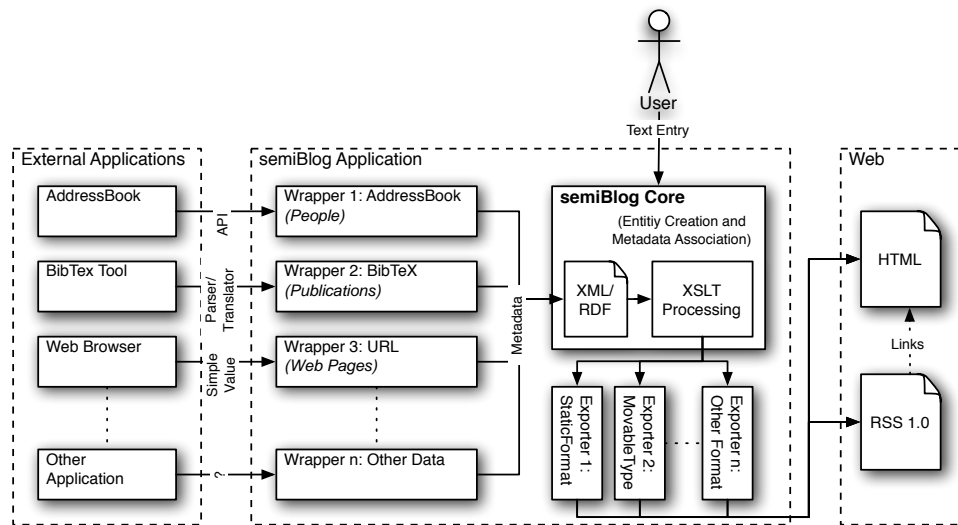 User
Text Entry
External Applications
AddressBook
BibTex Tool
Web Browser
Other
Application
API
Parser/
Translator
Simple
Value
?
semiBlog Application
Wrapper 1: AddressBook
(People)
Wrapper 2: BibTeX
(Publications)
Wrapper 3: URL
(Web Pages)
Wrapper n: Other Data
Metadata
semiBlog Core
(Entitiy Creation and
Metadata Association)
XML/
RDF
XSLT
Processing
Exporter 1:
StaticFormat
Exporter 2:
MovableType
Exporter n:
Other Format
Web
HTML
Links
RSS 1.0